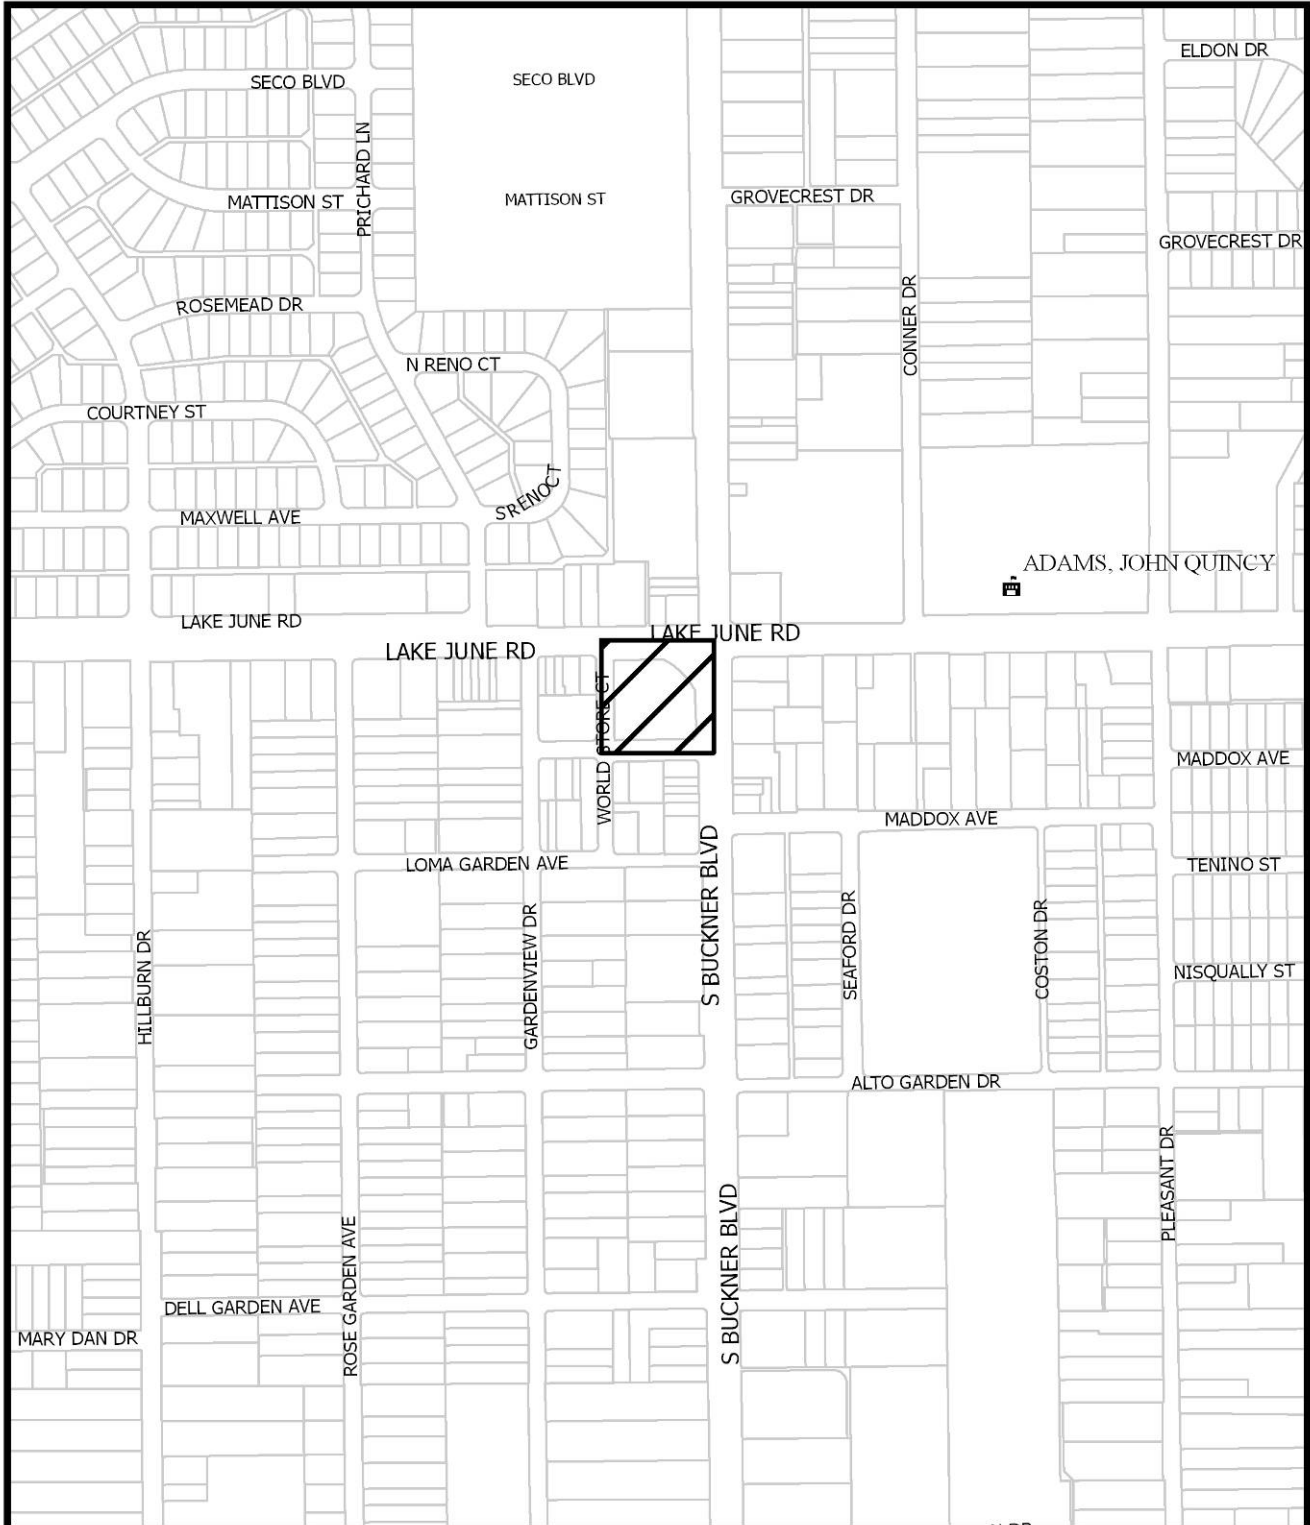 ELDON DR
SECO BLVD
SECO BLVD
PRICHARD LN
MATTISON ST
MATTISON ST
GROVECREST DR
GROVECREST DR
CONNER DR
ROSEMEAD DR
N RENO CT
COURTNEY ST
S RENO CT
MAXWELL AVE
ADAMS, JOHN QUINCY
LAKE JUNE RD
LAKE JUNE RD
LAKE JUNE RD
WORLD STORE CT
MADDOX AVE
MADDOX AVE
LOMA GARDEN AVE
TENINO ST
S BUCKNER BLVD
SEAFORD DR
COSTON DR
GARDENVIEW DR
HILLBURN DR
NISQUALLY ST
ALTO GARDEN DR
PLEASANT DR
S BUCKNER BLVD
ROSE GARDEN AVE
DELL GARDEN AVE
MARY DAN DR